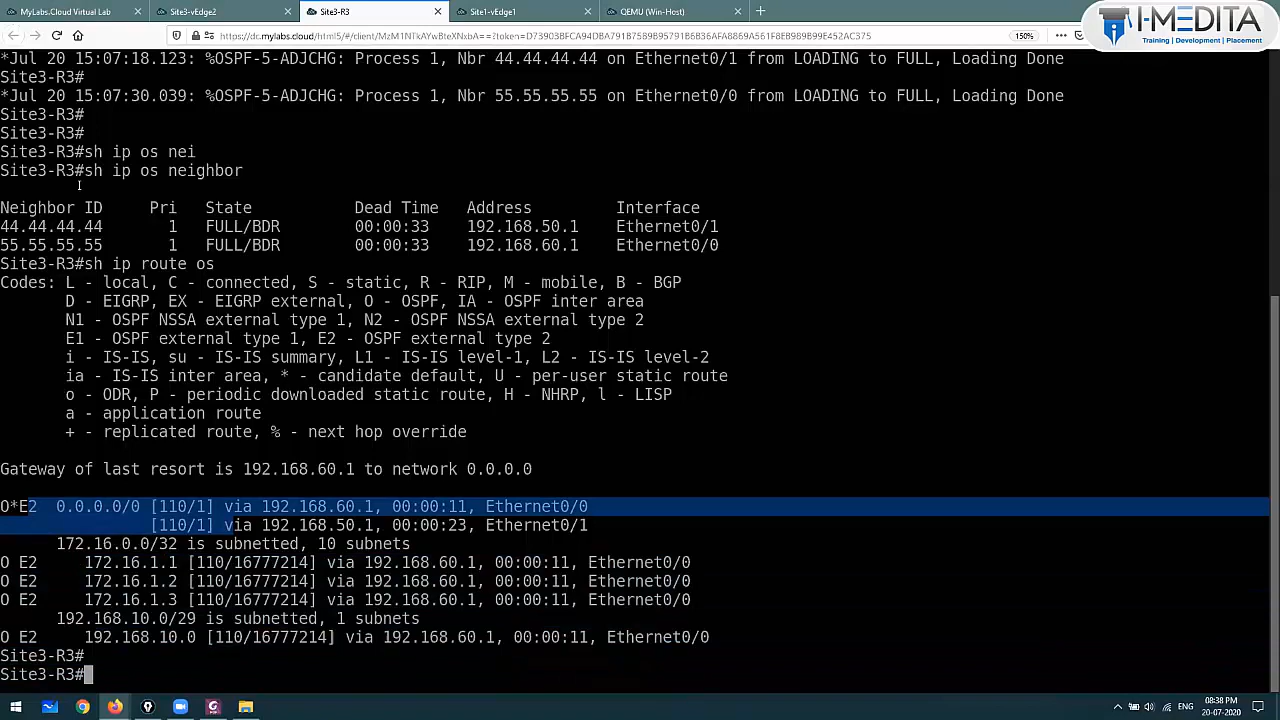 MyLabs.Cloud Virtual Lab
Site3-vEdge2
Site3-R3
Site1-vEdge1
QEMU (Win-Host)
150%
I-MEDITA
Training | Development | Placement
*Jul 20 15:07:18.123: %OSPF-5-ADJCHG: Process 1, Nbr 44.44.44.44 on Ethernet0/1 from LOADING to FULL, Loading Done
Site3-R3#
*Jul 20 15:07:30.039: %OSPF-5-ADJCHG: Process 1, Nbr 55.55.55.55 on Ethernet0/0 from LOADING to FULL, Loading Done
Site3-R3#
Site3-R3#
Site3-R3#sh ip os nei
Site3-R3#sh ip os neighbor
Neighbor ID Pri State Dead Time Address Interface
44.44.44.44 1 FULL/BDR 00:00:33 192.168.50.1 Ethernet0/1
55.55.55.55 1 FULL/BDR 00:00:33 192.168.60.1 Ethernet0/0
Site3-R3#sh ip route os
Codes: L - local, C - connected, S - static, R - RIP, M - mobile, B - BGP
D - EIGRP, EX - EIGRP external, O - OSPF, IA - OSPF inter area
N1 - OSPF NSSA external type 1, N2 - OSPF NSSA external type 2
E1 - OSPF external type 1, E2 - OSPF external type 2
i - IS-IS, su - IS-IS summary, L1 - IS-IS level-1, L2 - IS-IS level-2
ia - IS-IS inter area, * - candidate default, U - per-user static route
o - ODR, P - periodic downloaded static route, H - NHRP, l - LISP
a - application route
+ - replicated route, % - next hop override
Gateway of last resort is 192.168.60.1 to network 0.0.0.0
O*E2 0.0.0.0/0 [110/1] via 192.168.60.1, 00:00:11, Ethernet0/0
[110/1] via 192.168.50.1, 00:00:23, Ethernet0/1
172.16.0.0/32 is subnetted, 10 subnets
O E2 172.16.1.1 [110/16777214] via 192.168.60.1, 00:00:11, Ethernet0/0
O E2 172.16.1.2 [110/16777214] via 192.168.60.1, 00:00:11, Ethernet0/0
O E2 172.16.1.3 [110/16777214] via 192.168.60.1, 00:00:11, Ethernet0/0
192.168.10.0/29 is subnetted, 1 subnets
O E2 192.168.10.0 [110/16777214] via 192.168.60.1, 00:00:11, Ethernet0/0
Site3-R3#
Site3-R3#
ENG
08:38 PM
20-07-2020